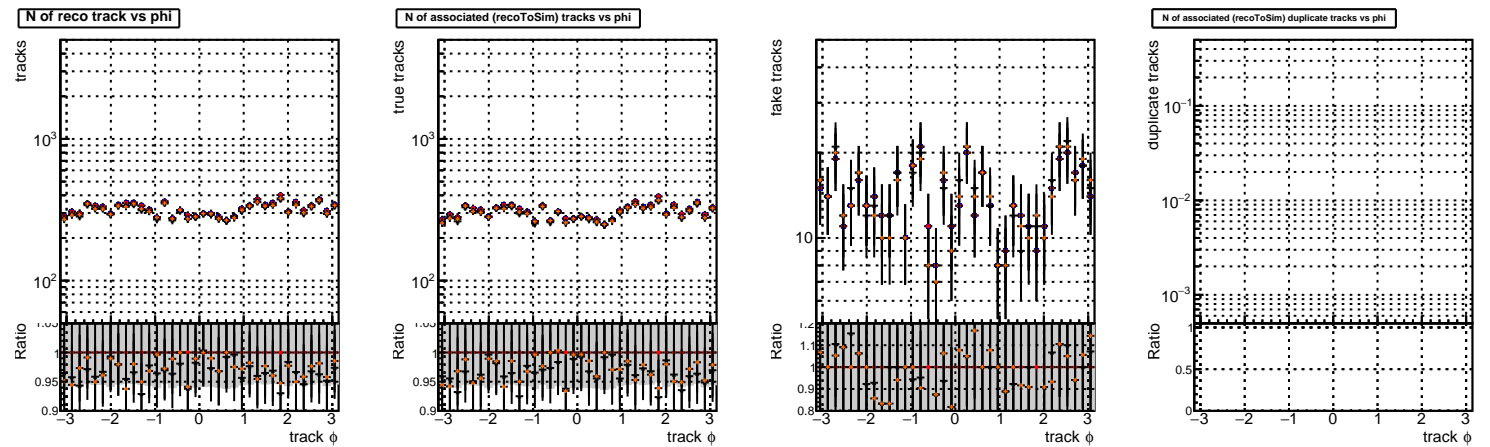 N of reco track vs phi
tracks
10³
10²
Ratio
1.05
1
0.95
0.9
−3 −2 −1 0 1 2 3
track ϕ
N of associated (recoToSim) tracks vs phi
true tracks
10³
10²
Ratio
1.05
1
0.95
0.9
−3 −2 −1 0 1 2 3
track ϕ
fake tracks
10
Ratio
1.2
1.1
1
0.9
0.8
−3 −2 −1 0 1 2 3
track ϕ
N of associated (recoToSim) duplicate tracks vs phi
duplicate tracks
10⁻¹
10⁻²
10⁻³
Ratio
1
0.5
0
−3 −2 −1 0 1 2 3
track ϕ